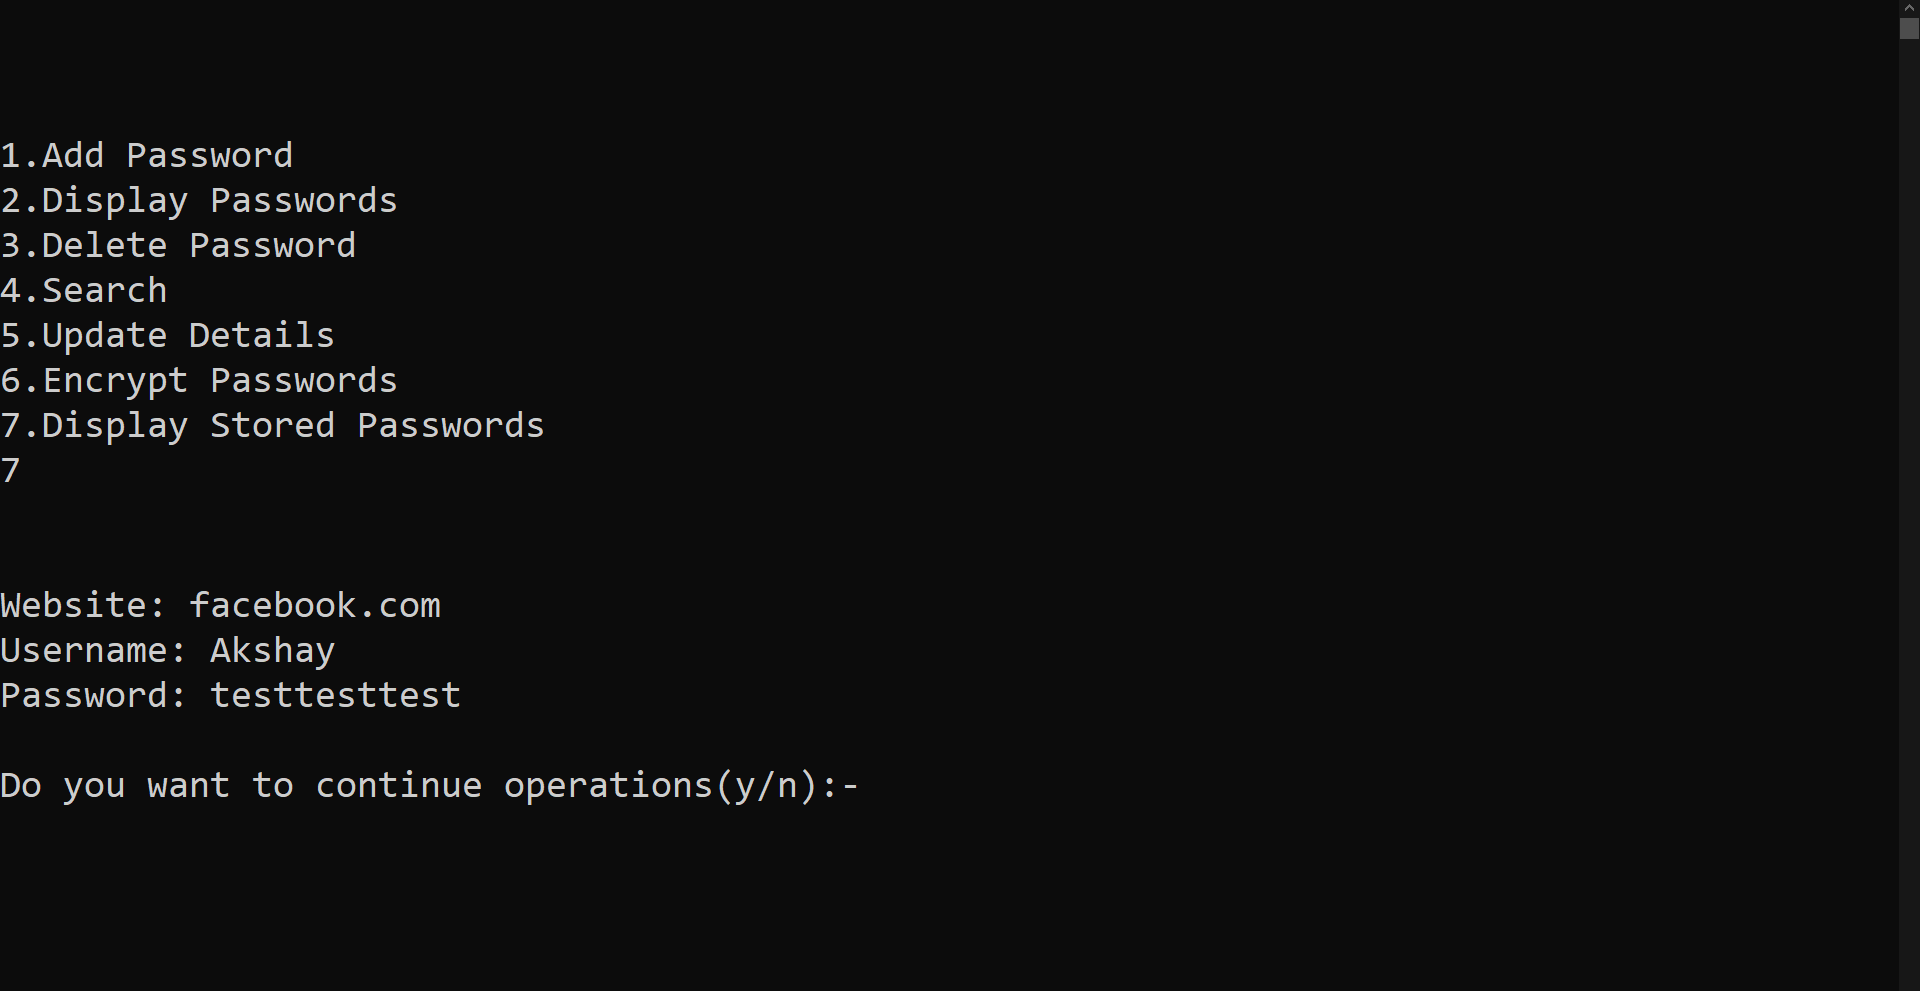 1.Add Password
2.Display Passwords
3.Delete Password
4.Search
5.Update Details
6.Encrypt Passwords
7.Display Stored Passwords
7
Website: facebook.com
Username: Akshay
Password: testtesttest
Do you want to continue operations(y/n):-